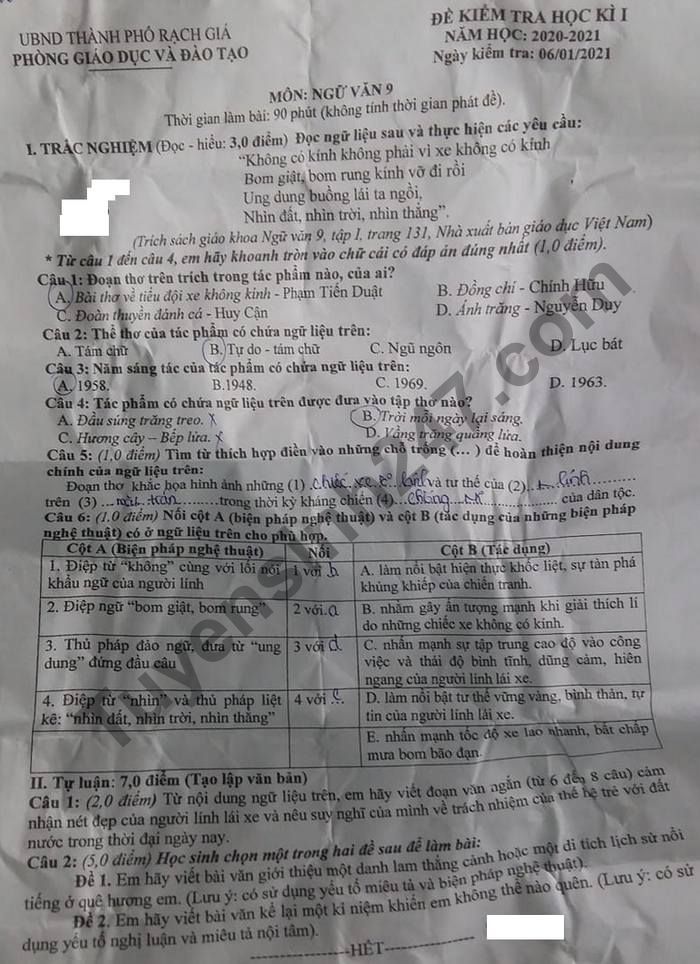 UBND THÀNH PHỐ RẠCH GIÁ
PHÒNG GIÁO DỤC VÀ ĐÀO TẠO
ĐỀ KIỂM TRA HỌC KÌ I
NĂM HỌC: 2020-2021
Ngày kiểm tra: 06/01/2021
MÔN: NGỮ VĂN 9
Thời gian làm bài: 90 phút (không tính thời gian phát đề).
I. TRẮC NGHIỆM (Đọc - hiểu: 3,0 điểm) Đọc ngữ liệu sau và thực hiện các yêu cầu:
“Không có kính không phải vì xe không có kính
Bom giật, bom rung kính vỡ đi rồi
Ung dung buồng lái ta ngồi,
Nhìn đất, nhìn trời, nhìn thẳng”.
(Trích sách giáo khoa Ngữ văn 9, tập I, trang 131, Nhà xuất bản giáo dục Việt Nam)
* Từ câu 1 đến câu 4, em hãy khoanh tròn vào chữ cái có đáp án đúng nhất (1,0 điểm).
Câu 1: Đoạn thơ trên trích trong tác phẩm nào, của ai?
A. Bài thơ về tiểu đội xe không kính - Phạm Tiến Duật B. Đồng chí - Chính Hữu
C. Đoàn thuyền đánh cá - Huy Cận D. Ánh trăng - Nguyễn Duy
Câu 2: Thể thơ của tác phẩm có chứa ngữ liệu trên:
A. Tám chữ B. Tự do - tám chữ C. Ngũ ngôn D. Lục bát
Câu 3: Năm sáng tác của tác phẩm có chứa ngữ liệu trên:
A. 1958. B.1948. C. 1969. D. 1963.
Câu 4: Tác phẩm có chứa ngữ liệu trên được đưa vào tập thơ nào?
A. Đầu súng trăng treo. X B. Trời mỗi ngày lại sáng.
C. Hương cây – Bếp lửa. X D. Vầng trăng quầng lửa.
Câu 5: (1,0 điểm) Tìm từ thích hợp điền vào những chỗ trống (… ) để hoàn thiện nội dung
chính của ngữ liệu trên:
Đoạn thơ khắc họa hình ảnh những (1) chiếc xe và tư thế của (2) lính
trên (3) trong thời kỳ kháng chiến (4) chống của dân tộc.
Câu 6: (1,0 điểm) Nối cột A (biện pháp nghệ thuật) và cột B (tác dụng của những biện pháp
nghệ thuật) có ở ngữ liệu trên cho phù hợp.
Cột A (Biện pháp nghệ thuật) Nối Cột B (Tác dụng)
1. Điệp từ “không” cùng với lối nói 1 với b A. làm nổi bật hiện thực khốc liệt, sự tàn phá
khẩu ngữ của người lính khủng khiếp của chiến tranh.
2. Điệp ngữ “bom giật, bom rung” 2 với a B. nhằm gây ấn tượng mạnh khi giải thích lí
do những chiếc xe không có kính.
3. Thủ pháp đảo ngữ, đưa từ “ung 3 với d C. nhấn mạnh sự tập trung cao độ vào công
dung” đứng đầu câu việc và thái độ bình tĩnh, dũng cảm, hiên
ngang của người lính lái xe.
4. Điệp từ “nhìn” và thủ pháp liệt 4 với D. làm nổi bật tư thế vững vàng, bình thản, tự
kê: “nhìn đất, nhìn trời, nhìn thẳng” tin của người lính lái xe.
E. nhấn mạnh tốc độ xe lao nhanh, bất chấp
mưa bom bão đạn.
II. Tự luận: 7,0 điểm (Tạo lập văn bản)
Câu 1: (2,0 điểm) Từ nội dung ngữ liệu trên, em hãy viết đoạn văn ngắn (từ 6 đến 8 câu) cảm
nhận nét đẹp của người lính lái xe và nêu suy nghĩ của mình về trách nhiệm của thế hệ trẻ với đất
nước trong thời đại ngày nay.
Câu 2: (5,0 điểm) Học sinh chọn một trong hai đề sau để làm bài:
Đề 1. Em hãy viết bài văn giới thiệu một danh lam thắng cảnh hoặc một di tích lịch sử nổi
tiếng ở quê hương em. (Lưu ý: có sử dụng yếu tố miêu tả và biện pháp nghệ thuật).
Đề 2. Em hãy viết bài văn kể lại một kỉ niệm khiến em không thể nào quên. (Lưu ý: có sử
dụng yếu tố nghị luận và miêu tả nội tâm).
-----------------HẾT-----------------
Tuyensinh247.com